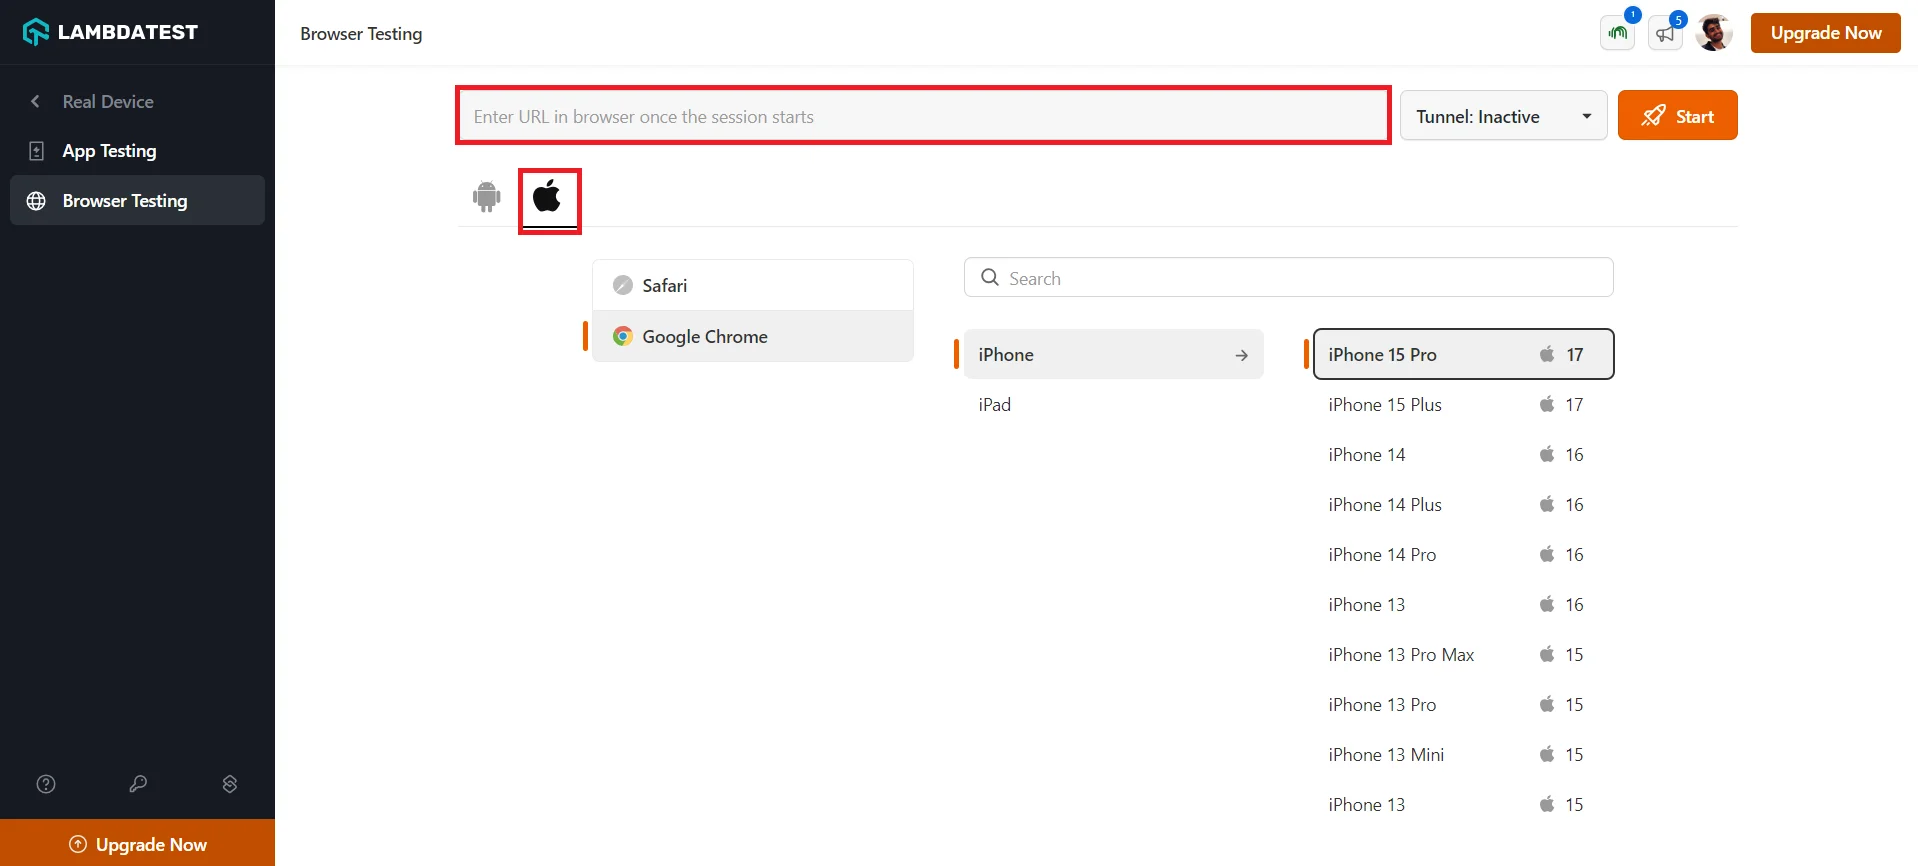 LAMBDATEST
Real Device
App Testing
Browser Testing
Upgrade Now
Browser Testing
1
5
Upgrade Now
Enter URL in browser once the session starts
Tunnel: Inactive
Start
Safari
Google Chrome
Search
iPhone
iPad
iPhone 15 Pro 17
iPhone 15 Plus 17
iPhone 14 16
iPhone 14 Plus 16
iPhone 14 Pro 16
iPhone 13 16
iPhone 13 Pro Max 15
iPhone 13 Pro 15
iPhone 13 Mini 15
iPhone 13 15